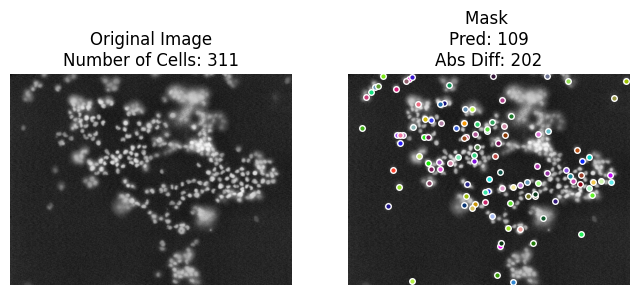 Original Image
Number of Cells: 311
Mask
Pred: 109
Abs Diff: 202